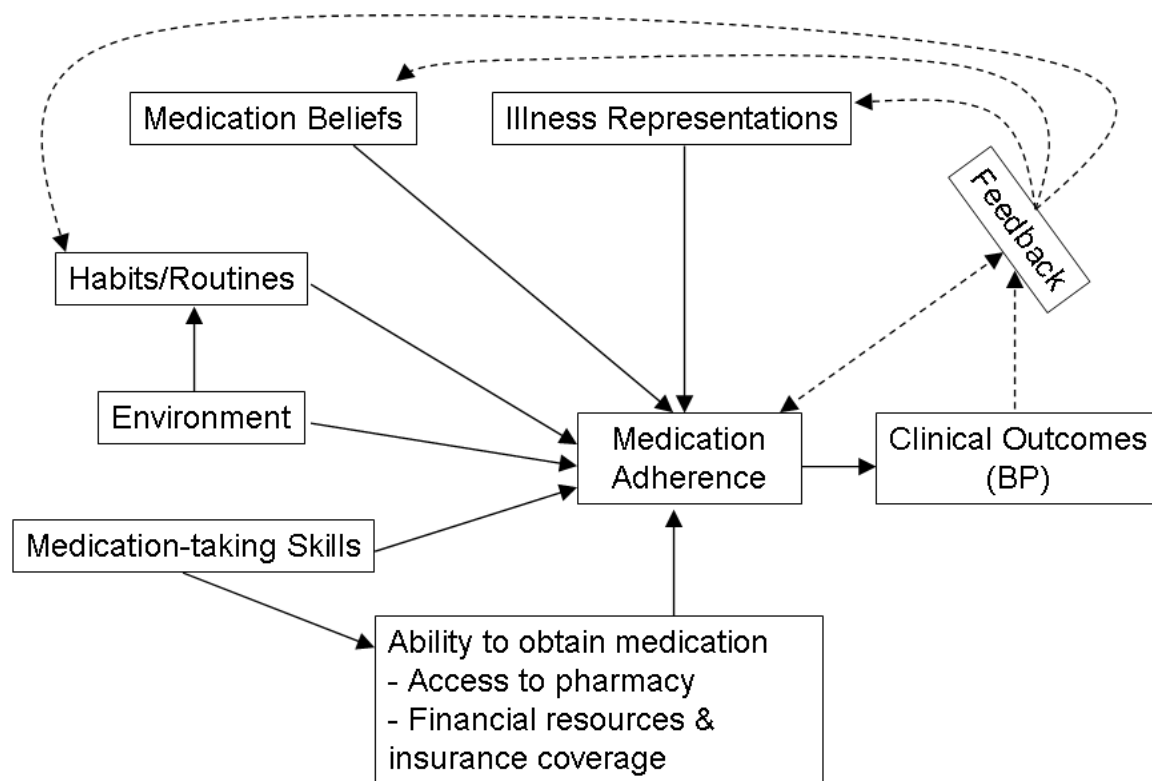 Medication Beliefs
Illness Representations
Feedback
Habits/Routines
Environment
Medication
Adherence
Clinical Outcomes
(BP)
Medication-taking Skills
Ability to obtain medication
- Access to pharmacy
- Financial resources &
insurance coverage